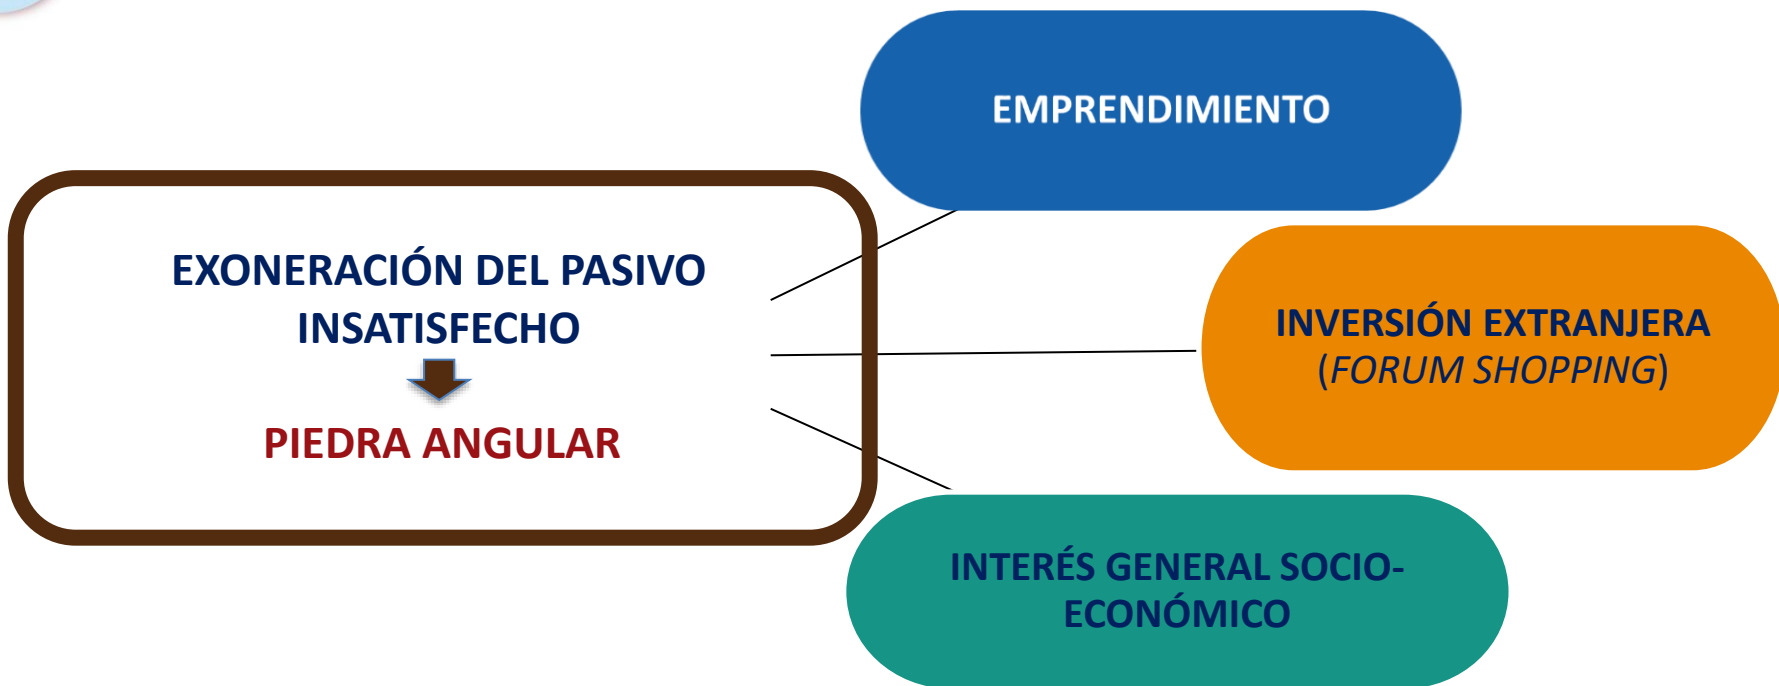 EXONERACIÓN DEL PASIVO
INSATISFECHO
PIEDRA ANGULAR
EMPRENDIMIENTO
INVERSIÓN EXTRANJERA
(FORUM SHOPPING)
INTERÉS GENERAL SOCIO-
ECONÓMICO